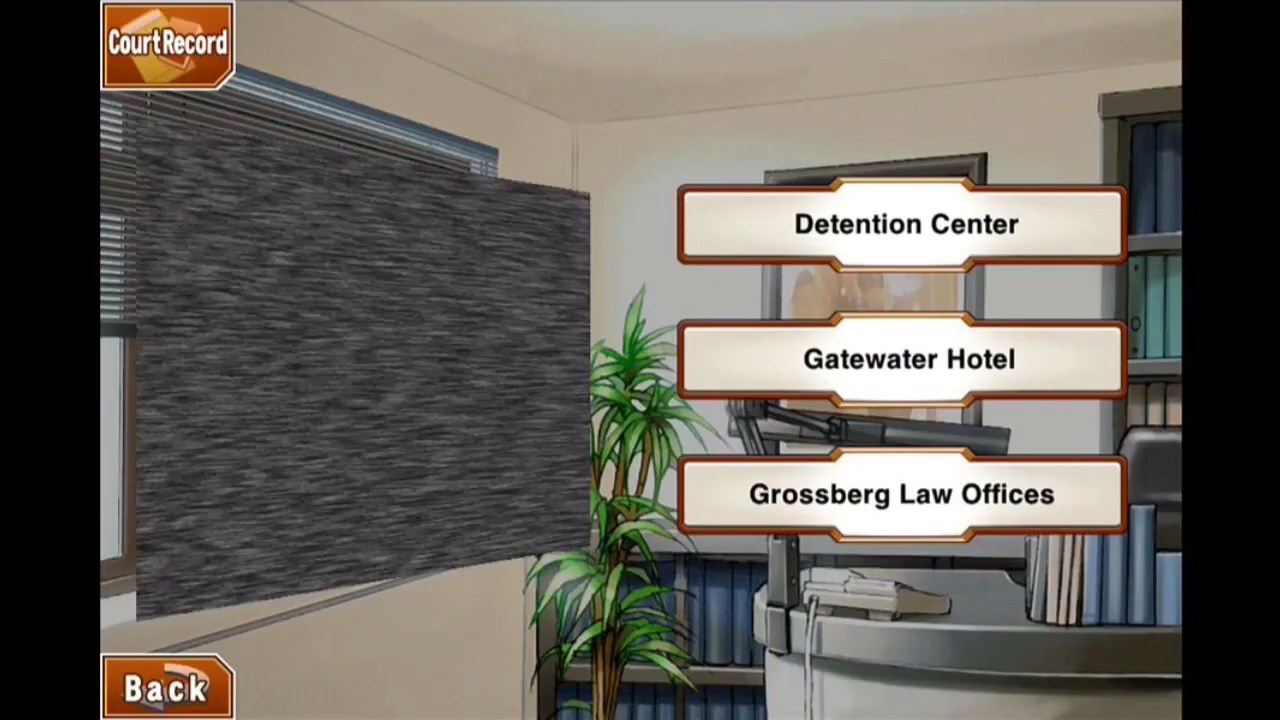 Court Record
Detention Center
Gatewater Hotel
Grossberg Law Offices
Back